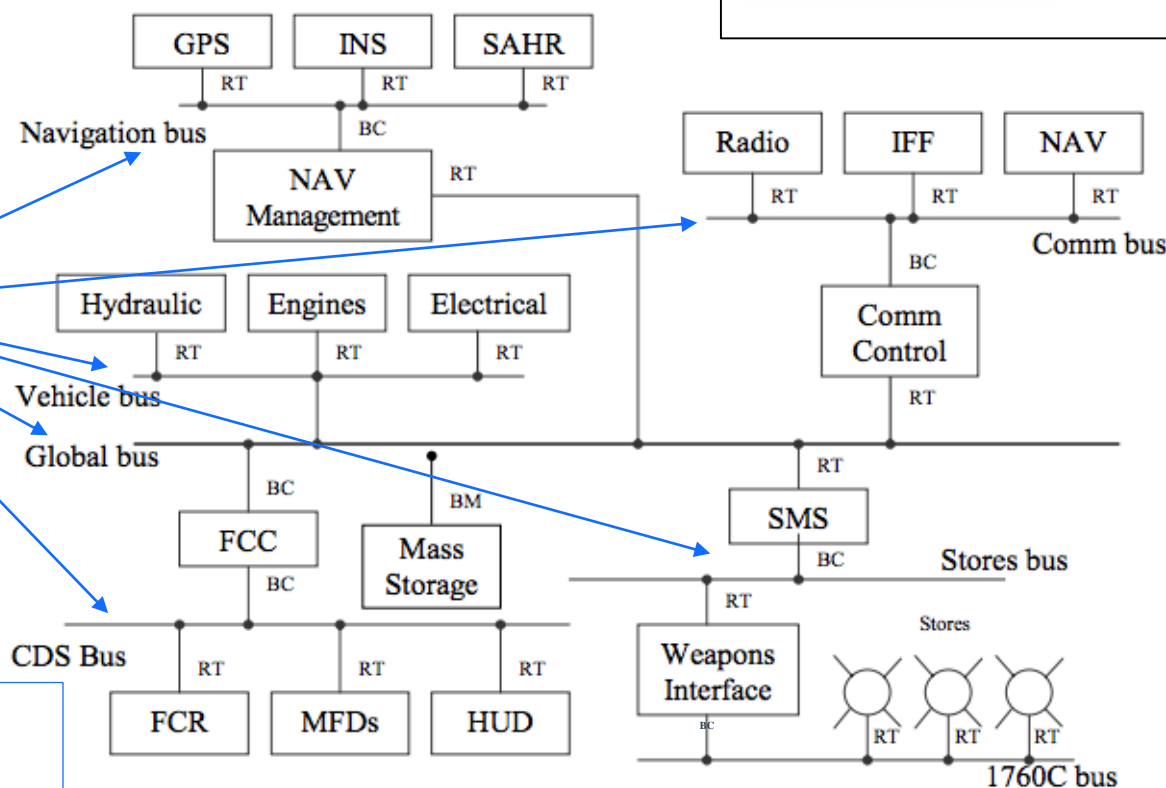 GPS
INS
SAHR
RT
RT
RT
Navigation bus
BC
NAV
Management
RT
Radio
IFF
NAV
RT
RT
RT
Comm bus
BC
Comm
Control
RT
Hydraulic
Engines
Electrical
RT
RT
RT
Vehicle bus
Global bus
BC
FCC
BC
BM
Mass
Storage
RT
SMS
BC
Stores bus
RT
Weapons
Interface
BC
Stores
RT
RT
RT
1760C bus
CDS Bus
RT
RT
RT
FCR
MFDs
HUD